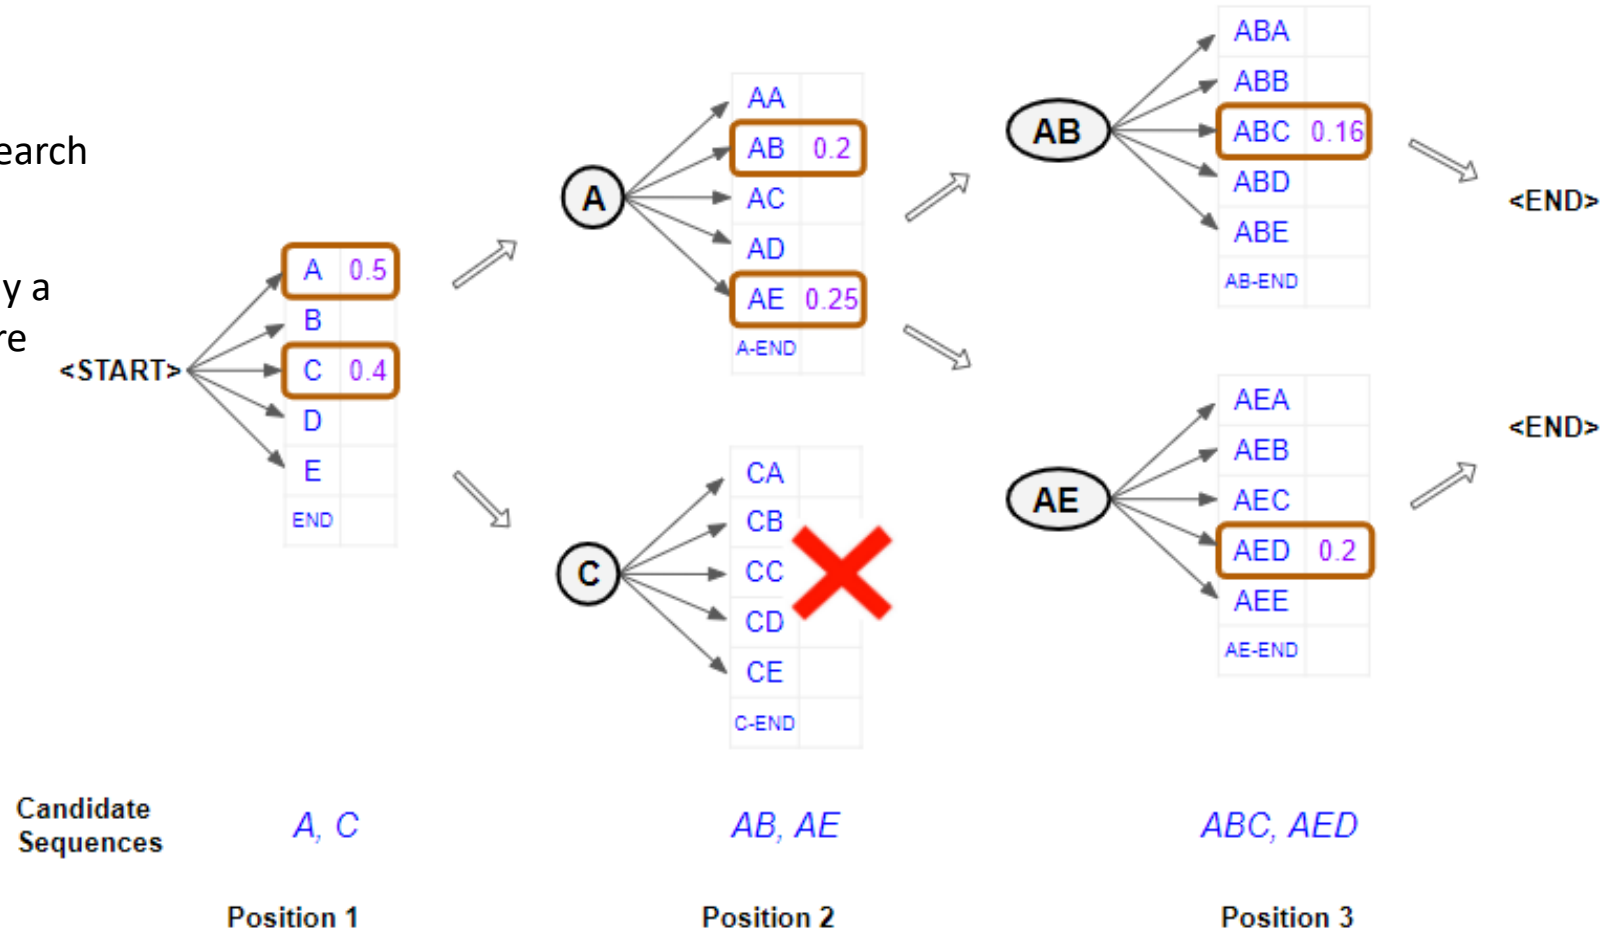 earch
y a
re
<START>
A 0.5
B
C 0.4
D
E
END
A
AA
AB 0.2
AC
AD
AE 0.25
A-END
C
CA
CB
CC
CD
CE
C-END
AB
ABA
ABB
ABC 0.16
ABD
ABE
AB-END
<END>
AE
AEA
AEB
AEC
AED 0.2
AEE
AE-END
<END>
Candidate
Sequences
A, C
AB, AE
ABC, AED
Position 1
Position 2
Position 3